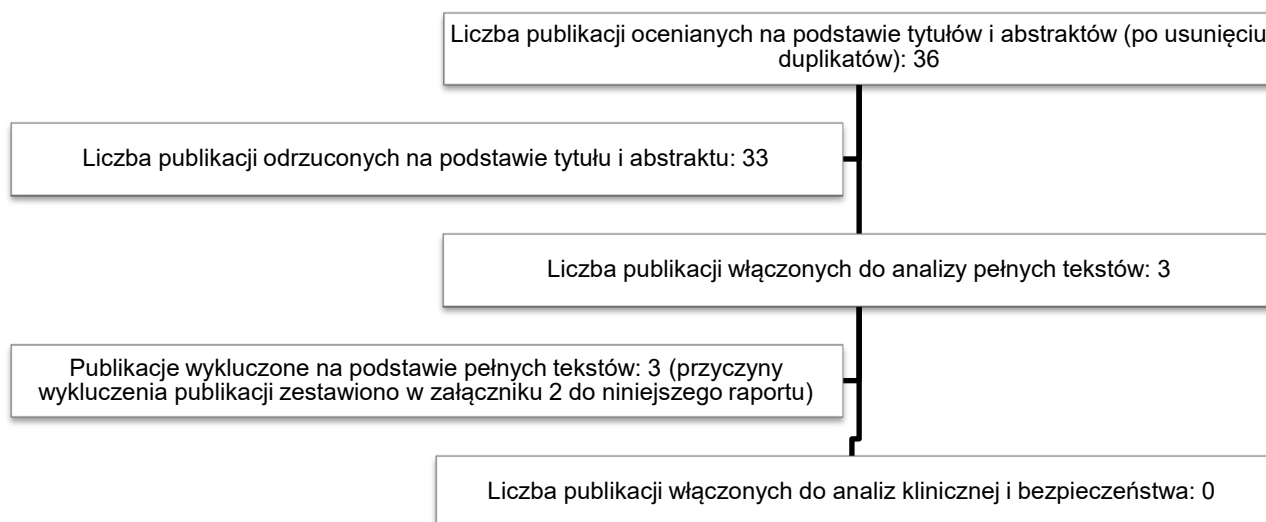 Liczba publikacji ocenianych na podstawie tytułów i abstraktów (po usunięciu
duplikatów): 36
Liczba publikacji odrzuconych na podstawie tytułu i abstraktu: 33
Liczba publikacji włączonych do analizy pełnych tekstów: 3
Publikacje wykluczone na podstawie pełnych tekstów: 3 (przyczyny
wykluczenia publikacji zestawiono w załączniku 2 do niniejszego raportu)
Liczba publikacji włączonych do analiz klinicznej i bezpieczeństwa: 0